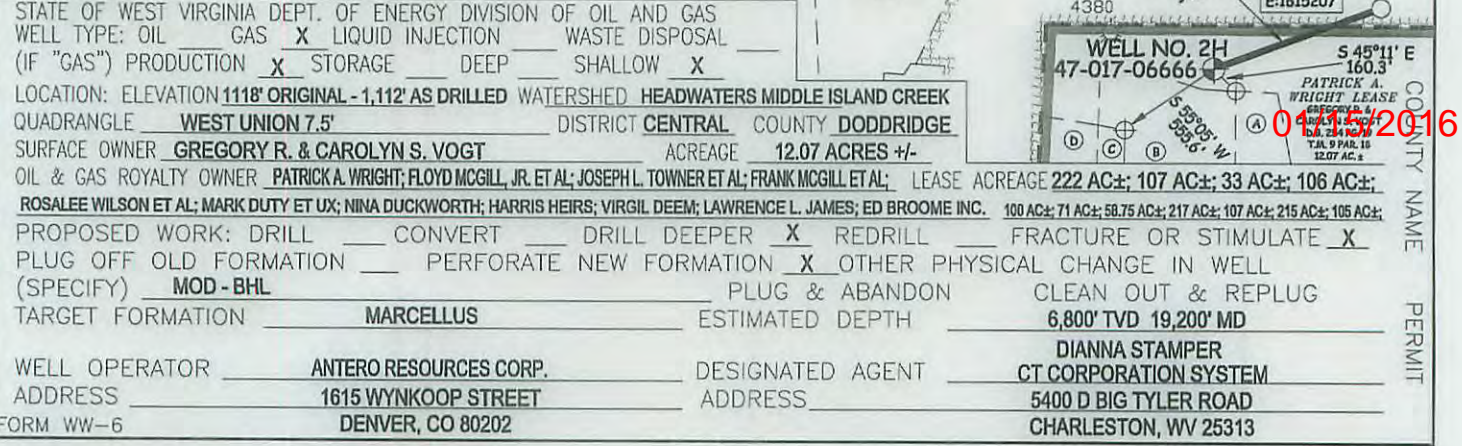 STATE OF WEST VIRGINIA DEPT. OF ENERGY DIVISION OF OIL AND GAS
WELL TYPE: OIL ___ GAS X LIQUID INJECTION ___ WASTE DISPOSAL ___
(IF "GAS") PRODUCTION X STORAGE ___ DEEP ___ SHALLOW X
LOCATION: ELEVATION 1118' ORIGINAL - 1,112' AS DRILLED WATERSHED HEADWATERS MIDDLE ISLAND CREEK
QUADRANGLE WEST UNION 7.5' DISTRICT CENTRAL COUNTY DODDRIDGE
SURFACE OWNER GREGORY R. & CAROLYN S. VOGT ACREAGE 12.07 ACRES +/-
OIL & GAS ROYALTY OWNER PATRICK A. WRIGHT; FLOYD MCGILL, JR. ET AL; JOSEPH L. TOWNER ET AL; FRANK MCGILL ET AL; LEASE ACREAGE 222 AC±; 107 AC±; 33 AC±; 106 AC±;
ROSALEE WILSON ET AL; MARK DUTY ET UX; NINA DUCKWORTH; HARRIS HEIRS; VIRGIL DEEM; LAWRENCE L. JAMES; ED BROOME INC. 100 AC±; 71 AC±; 58.75 AC±; 217 AC±; 107 AC±; 215 AC±; 105 AC±;
PROPOSED WORK: DRILL ___ CONVERT ___ DRILL DEEPER X REDRILL ___ FRACTURE OR STIMULATE X
PLUG OFF OLD FORMATION ___ PERFORATE NEW FORMATION X OTHER PHYSICAL CHANGE IN WELL
(SPECIFY) MOD - BHL PLUG & ABANDON CLEAN OUT & REPLUG
TARGET FORMATION MARCELLUS ESTIMATED DEPTH 6,800' TVD 19,200' MD
WELL OPERATOR ANTERO RESOURCES CORP. DESIGNATED AGENT DIANNA STAMPER
CT CORPORATION SYSTEM
ADDRESS 1615 WYNKOOP STREET ADDRESS 5400 D BIG TYLER ROAD
FORM WW-6 DENVER, CO 80202 CHARLESTON, WV 25313
4380
E:1615207
WELL NO. 2H
47-017-06666
S 45°11' E
160.3'
S 55°05' W
555.6'
PATRICK A.
WRIGHT LEASE
GREGORY R. &
CAROLYN S. VOGT
T.M. 9 PAR. 16
12.07 AC.±
A
B
C
D
01/15/2016
COUNTY NAME
PERMIT